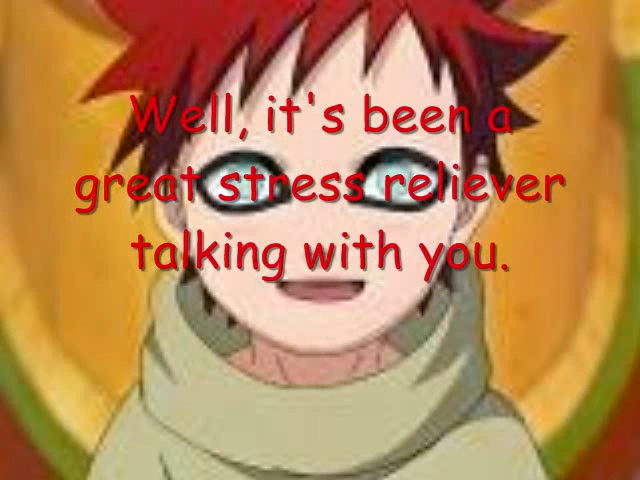 Well, it's been a
great stress reliever
talking with you.